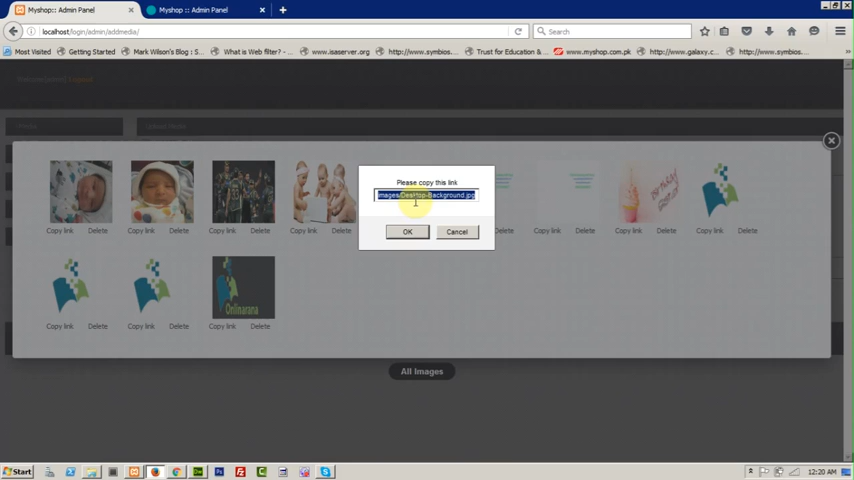 Myshop:: Admin Panel
Myshop :: Admin Panel
localhost/login/admin/addmedia/
Search
Most Visited
Getting Started
Mark Wilson's Blog : S...
What is Web filter? - ...
www.isaserver.org
http://www.symbios...
Trust for Education &...
www.myshop.com.pk
http://www.galaxy.c...
http://www.symbios...
Logout
Please copy this link
images/Desktop-Background.jpg
OK
Cancel
Copy link
Delete
Copy link
Delete
Copy link
Delete
Copy link
Delete
Copy link
Delete
Copy link
Delete
Copy link
Delete
Onlinarana
Copy link
Delete
Copy link
Delete
Copy link
Delete
All Images
Start
12:20 AM